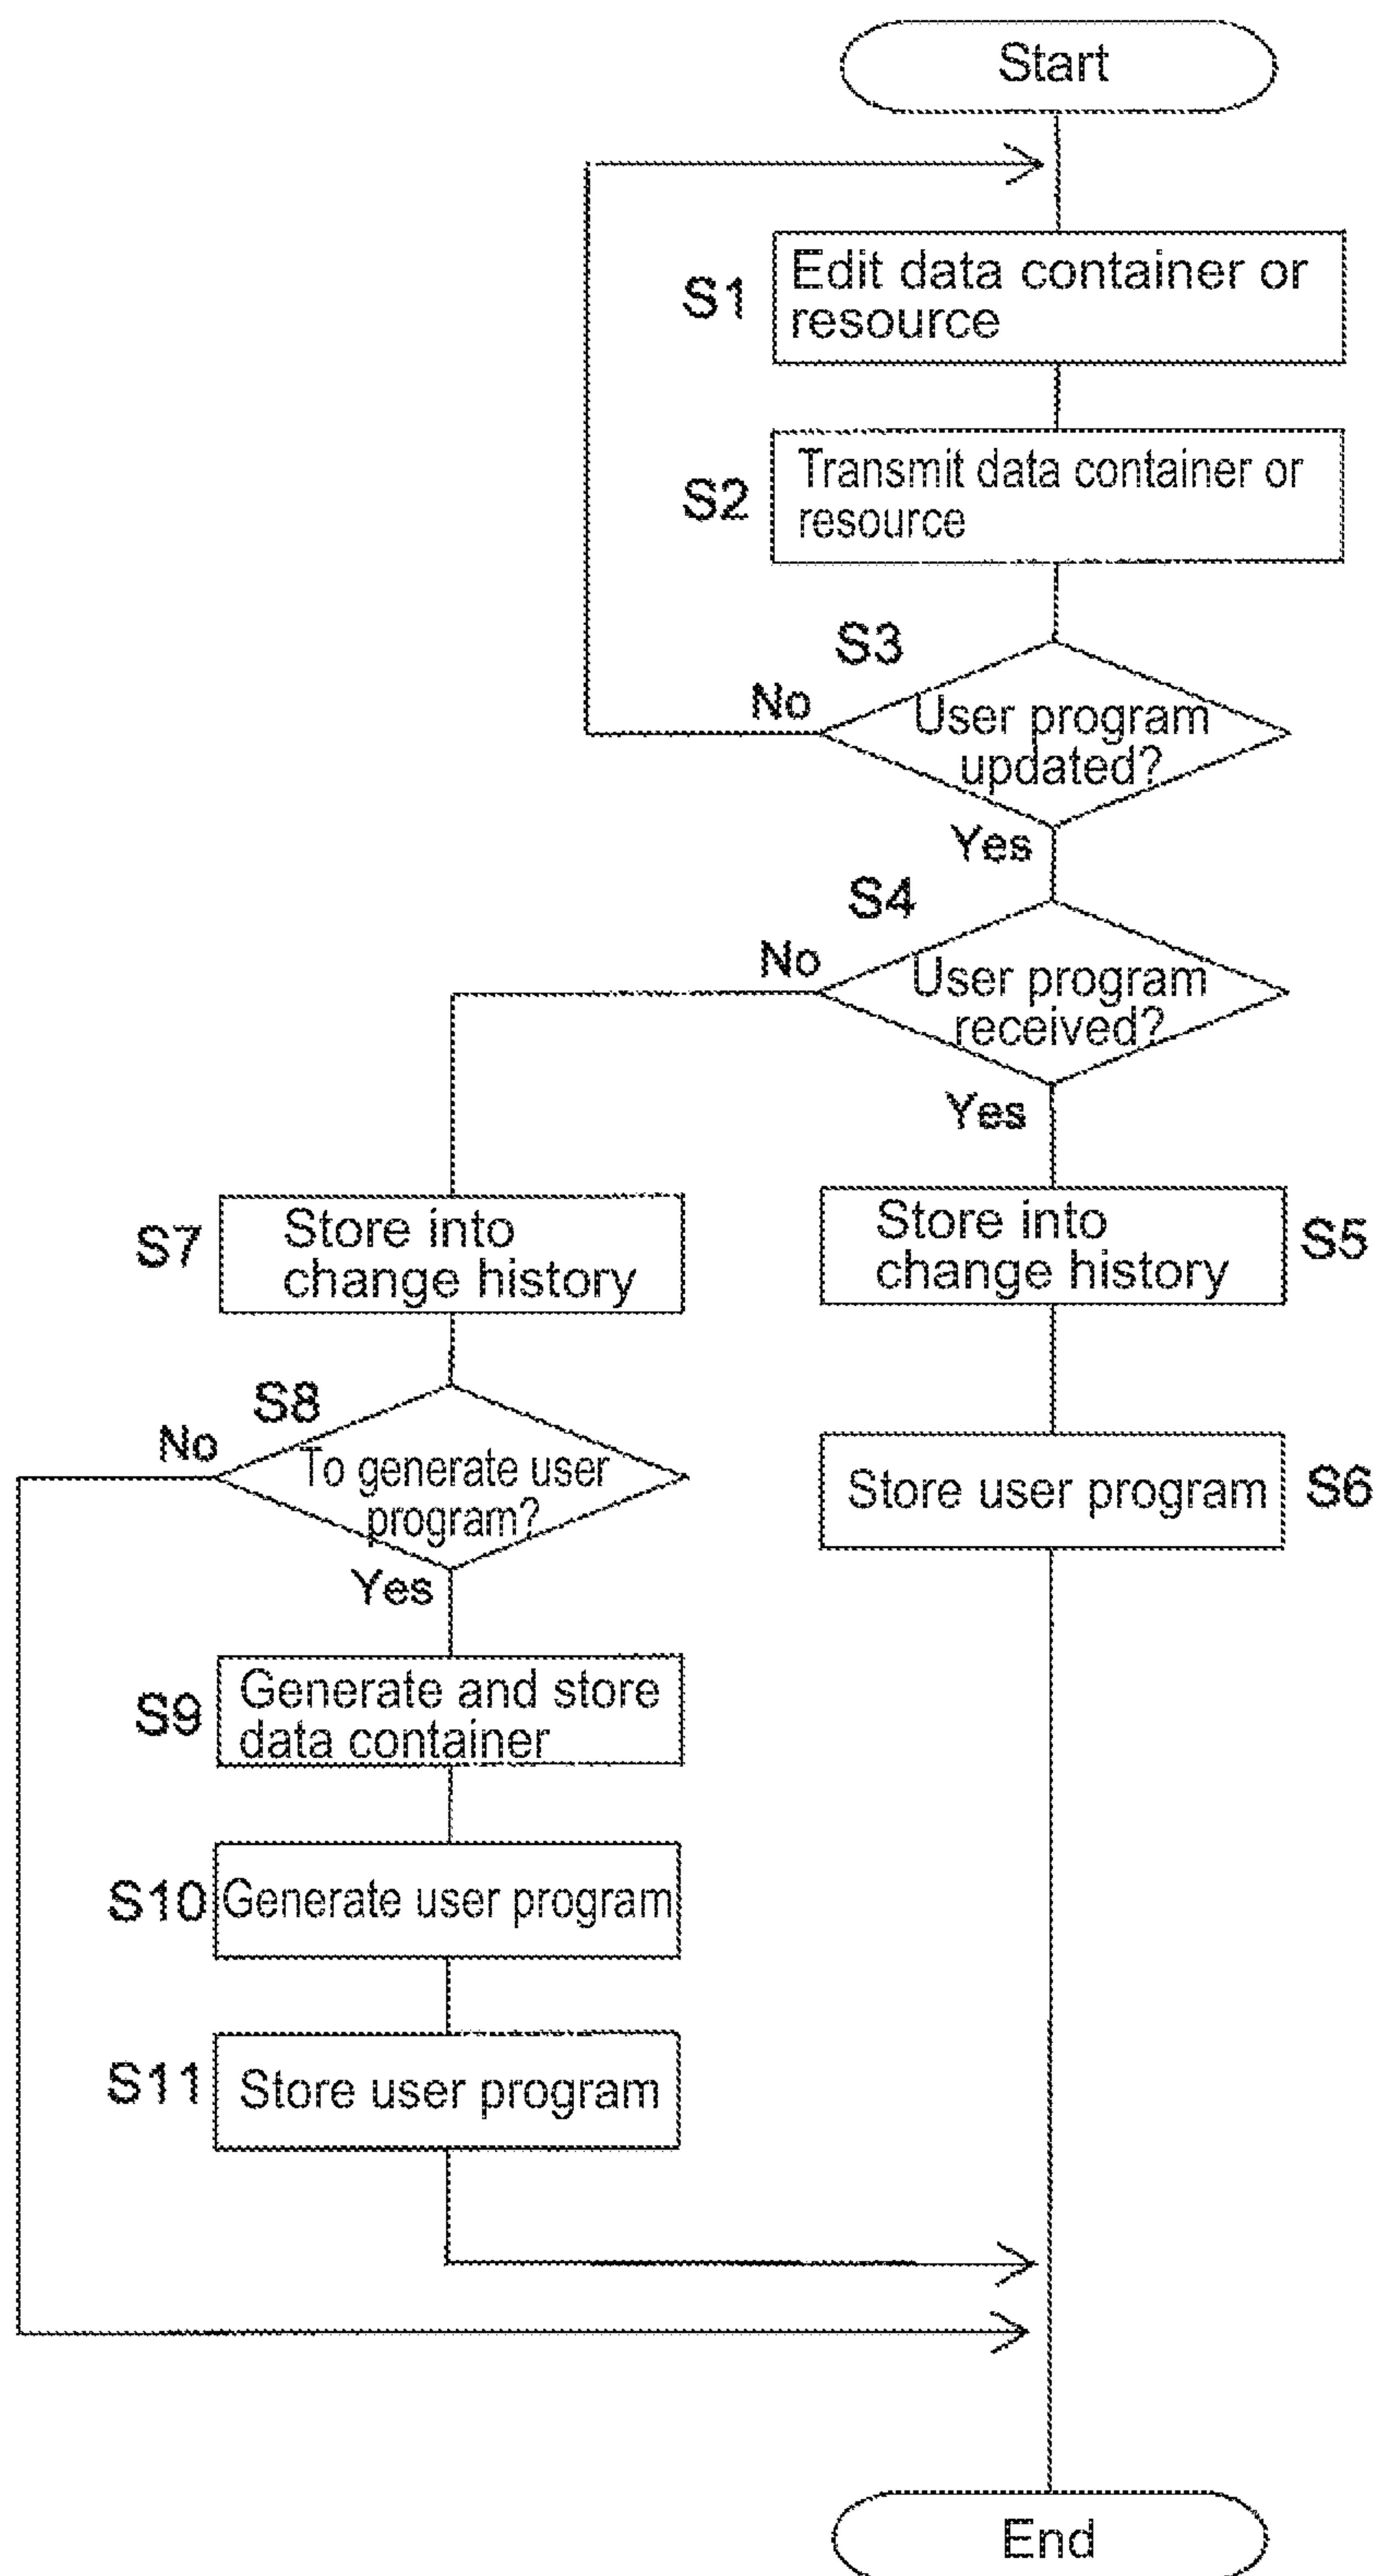 Start
S1
Edit data container or
resource
S2
Transmit data container or
resource
S3
No
User program
updated?
Yes
S4
No
User program
received?
Yes
S7
Store into
change history
Store into
change history
S5
S8
No
To generate user
program?
Yes
Store user program
S6
S9
Generate and store
data container
S10
Generate user program
S11
Store user program
End